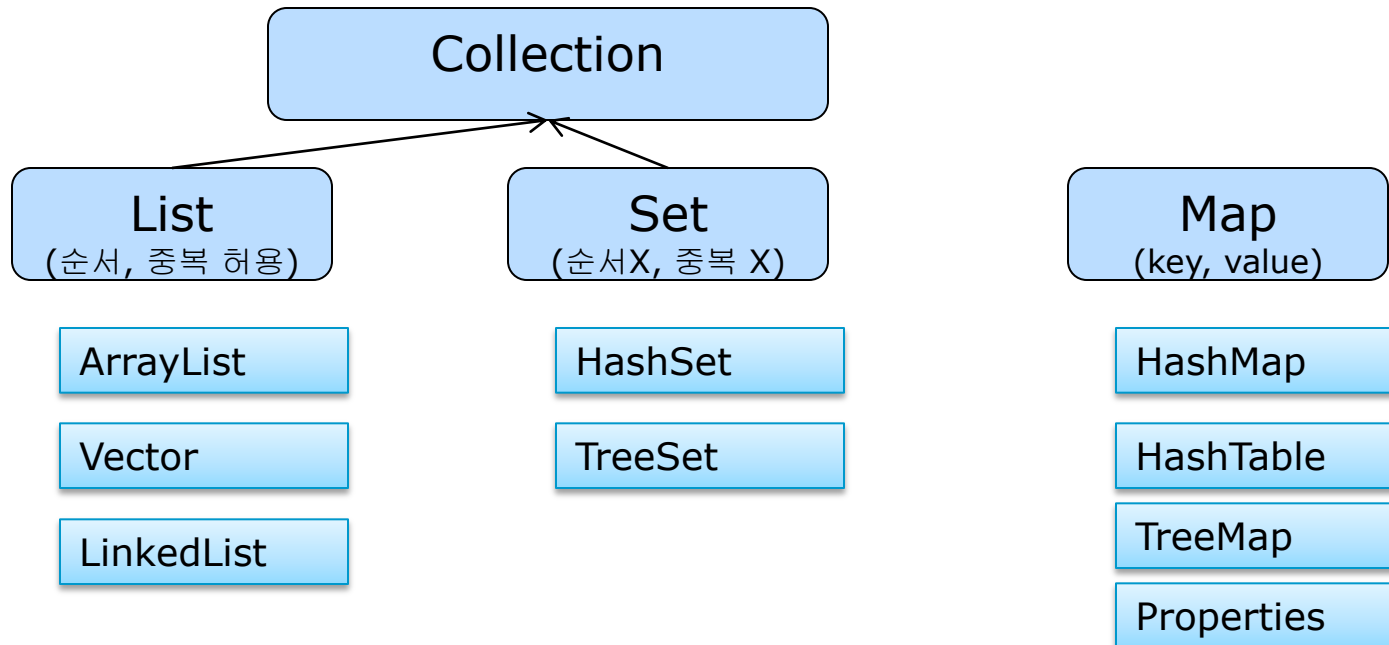 Collection
List
(순서, 중복 허용)
Set
(순서X, 중복 X)
Map
(key, value)
ArrayList
Vector
LinkedList
HashSet
TreeSet
HashMap
HashTable
TreeMap
Properties